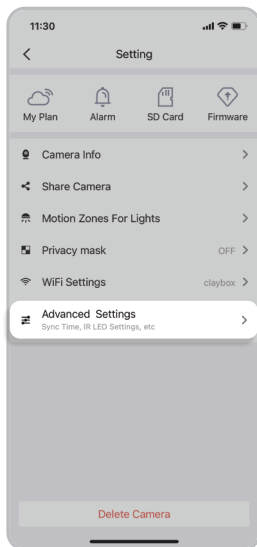 11:30
Setting
My Plan Alarm SD Card Firmware
Camera Info
Share Camera
Motion Zones For Lights
Privacy mask OFF
WiFi Settings claybox
Advanced Settings
Sync Time, IR LED Settings, etc
Delete Camera